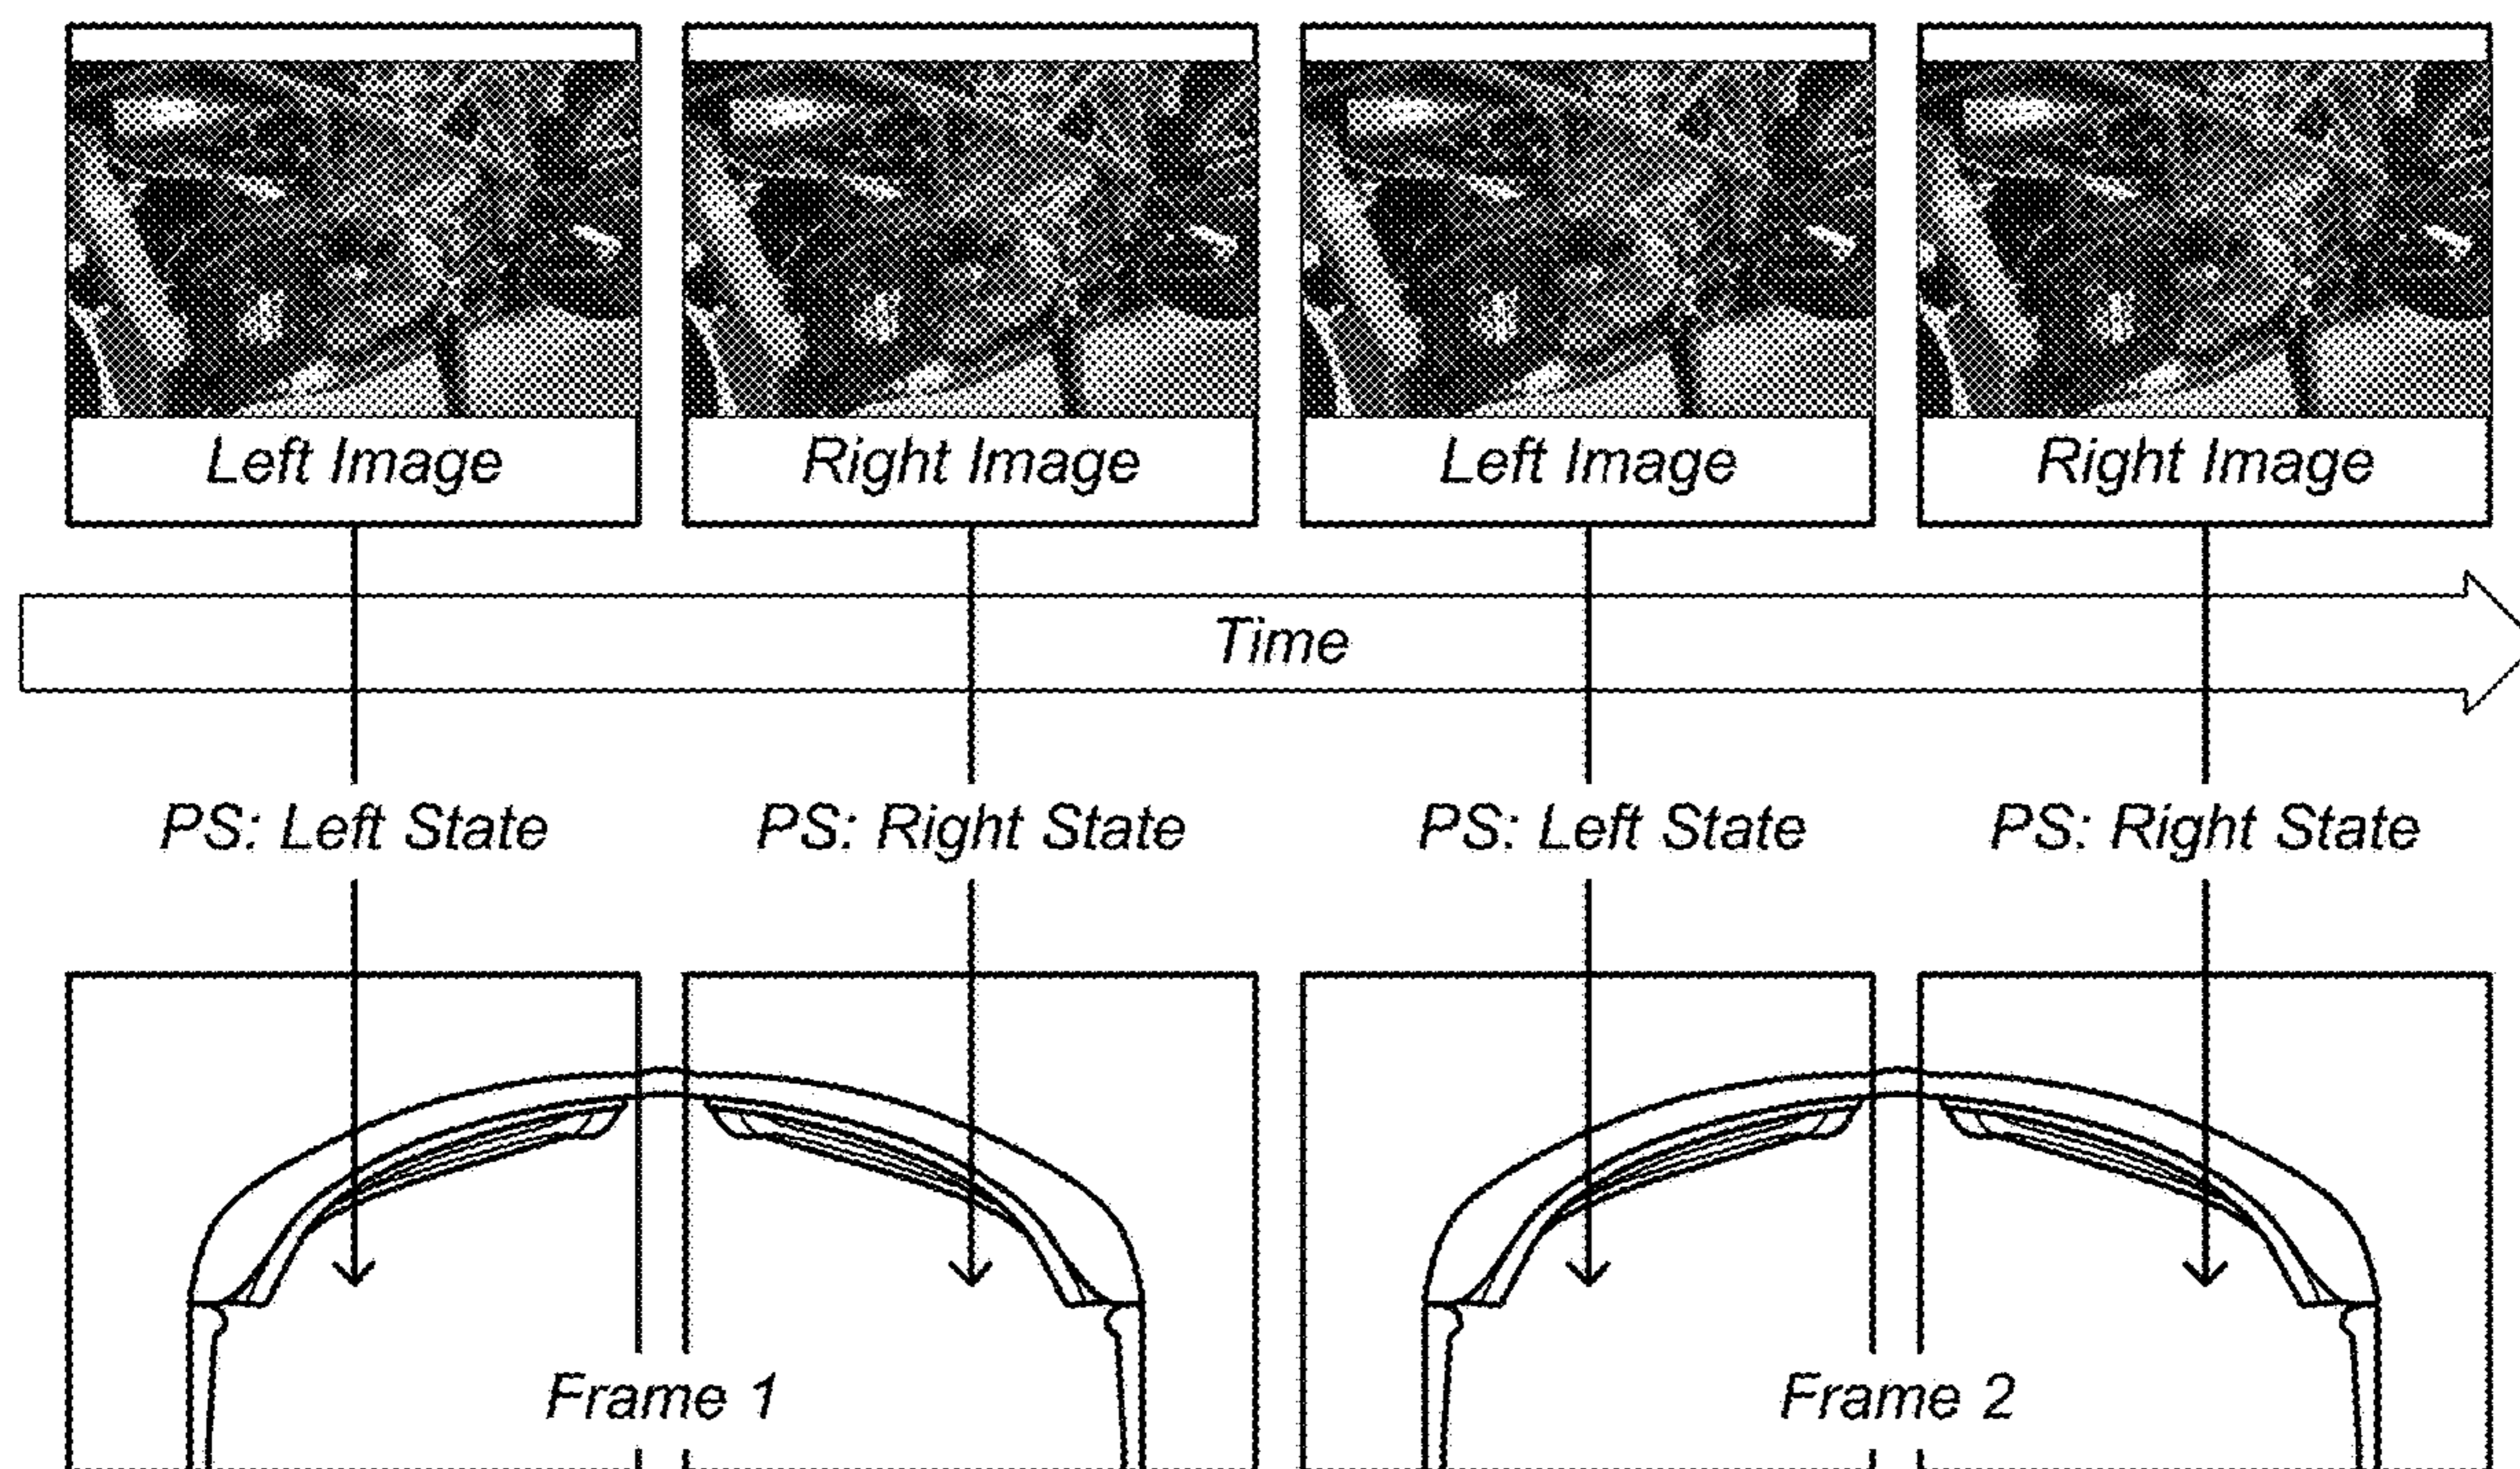 Left Image
Right Image
Left Image
Right Image
Time
PS: Left State
PS: Right State
PS: Left State
PS: Right State
Frame 1
Frame 2